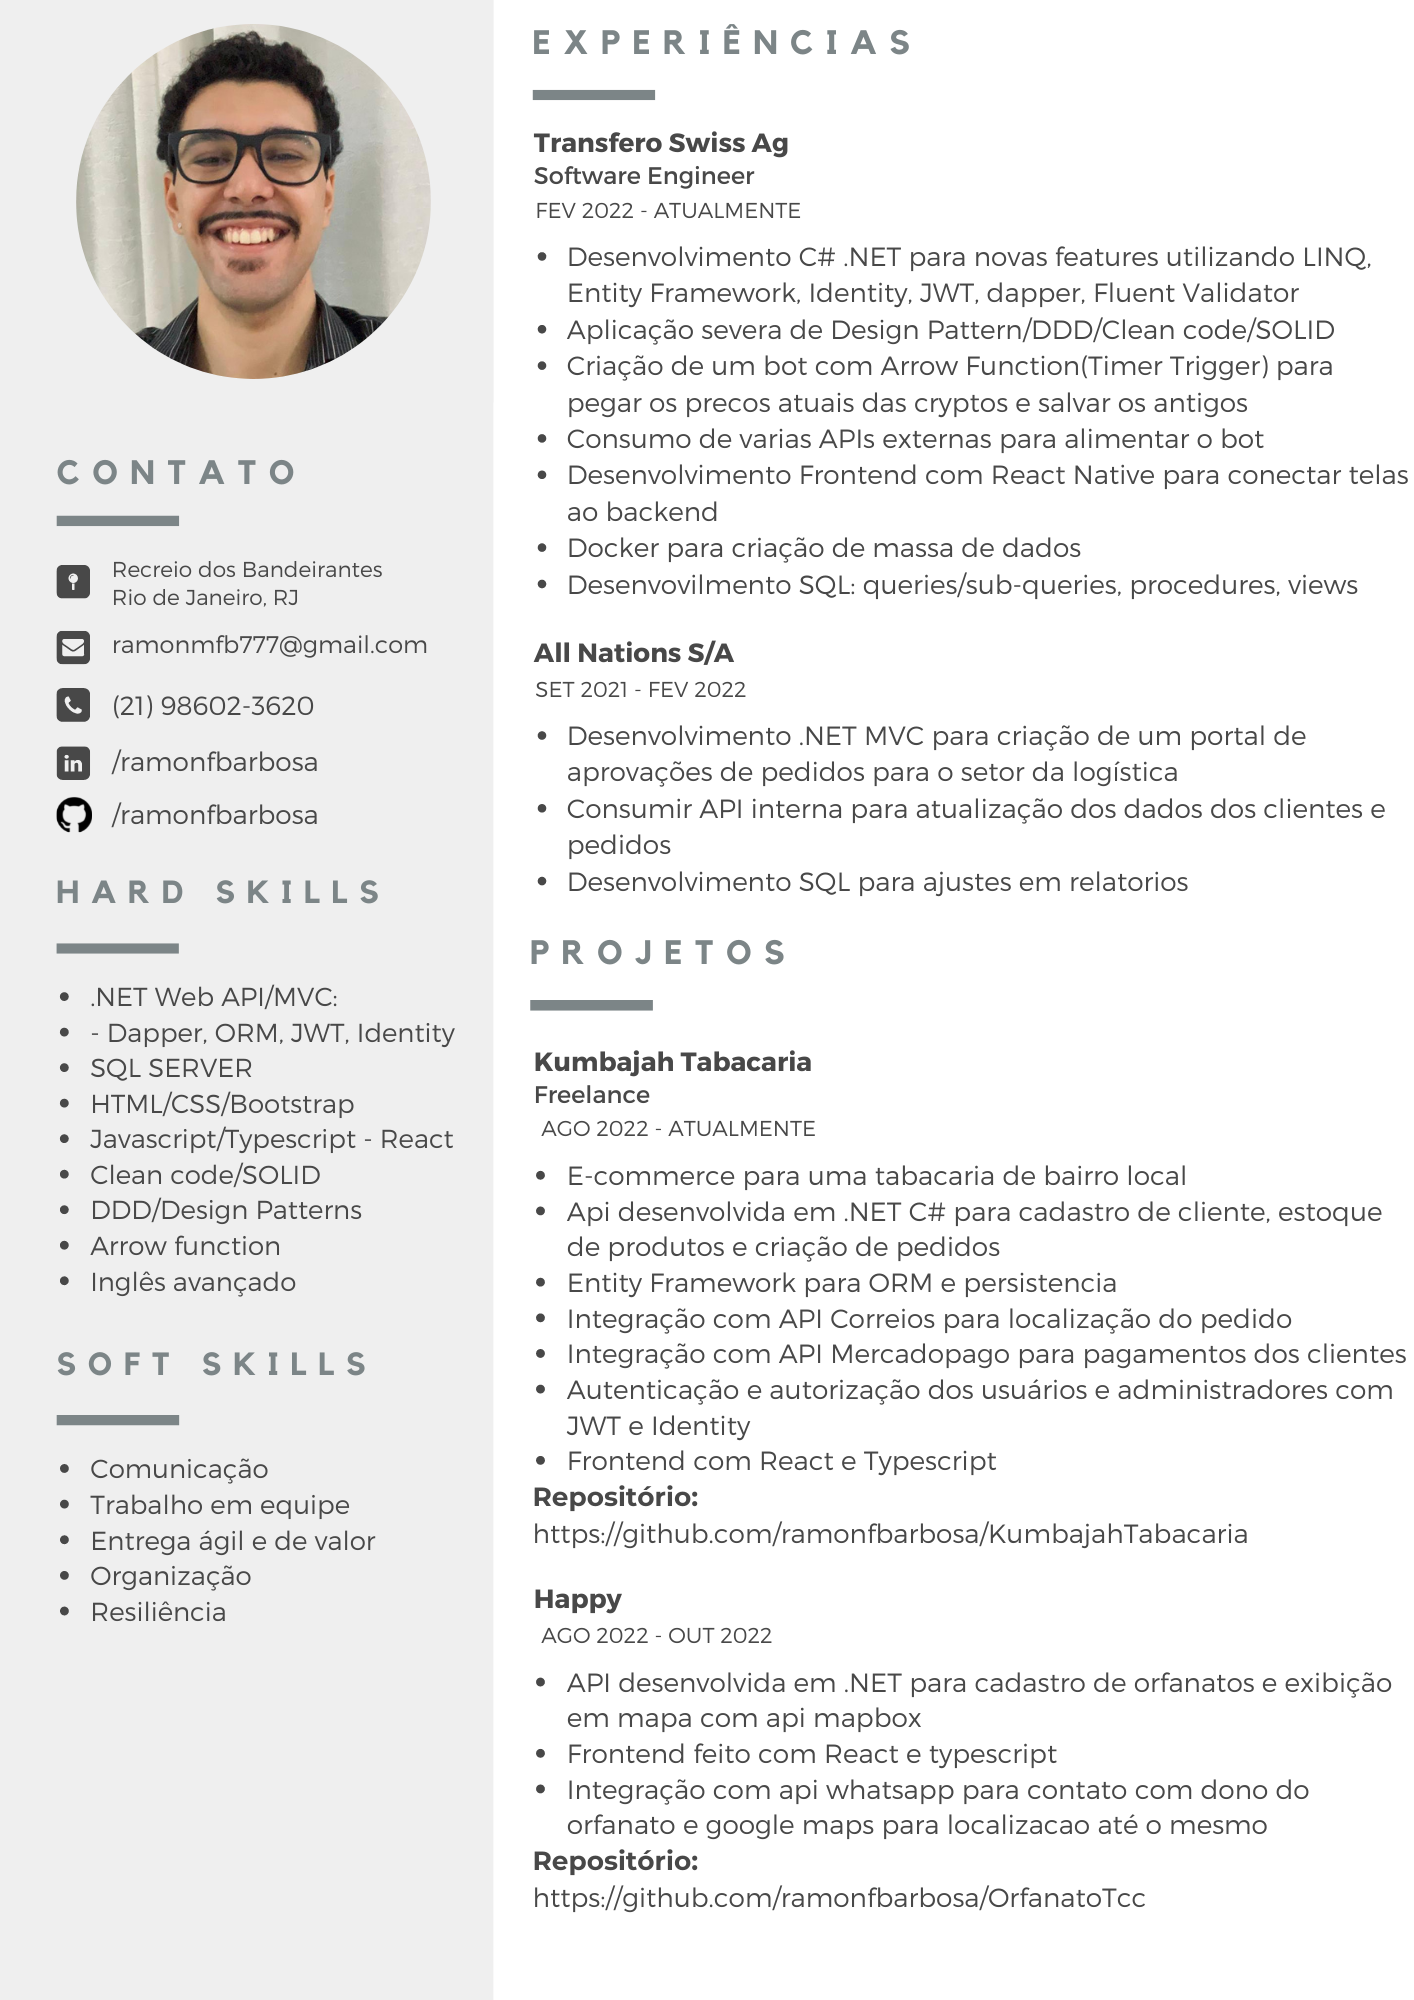 CONTATO
Recreio dos Bandeirantes
Rio de Janeiro, RJ
ramonmfb777@gmail.com
(21) 98602-3620
/ramonfbarbosa
/ramonfbarbosa
HARD SKILLS
• .NET Web API/MVC:
• - Dapper, ORM, JWT, Identity
• SQL SERVER
• HTML/CSS/Bootstrap
• Javascript/Typescript - React
• Clean code/SOLID
• DDD/Design Patterns
• Arrow function
• Inglês avançado
SOFT SKILLS
• Comunicação
• Trabalho em equipe
• Entrega ágil e de valor
• Organização
• Resiliência
EXPERIÊNCIAS
Transfero Swiss Ag
Software Engineer
FEV 2022 - ATUALMENTE
• Desenvolvimento C# .NET para novas features utilizando LINQ,
Entity Framework, Identity, JWT, dapper, Fluent Validator
• Aplicação severa de Design Pattern/DDD/Clean code/SOLID
• Criação de um bot com Arrow Function(Timer Trigger) para
pegar os precos atuais das cryptos e salvar os antigos
• Consumo de varias APIs externas para alimentar o bot
• Desenvolvimento Frontend com React Native para conectar telas
ao backend
• Docker para criação de massa de dados
• Desenvovilmento SQL: queries/sub-queries, procedures, views
All Nations S/A
SET 2021 - FEV 2022
• Desenvolvimento .NET MVC para criação de um portal de
aprovações de pedidos para o setor da logística
• Consumir API interna para atualização dos dados dos clientes e
pedidos
• Desenvolvimento SQL para ajustes em relatorios
PROJETOS
Kumbajah Tabacaria
Freelance
AGO 2022 - ATUALMENTE
• E-commerce para uma tabacaria de bairro local
• Api desenvolvida em .NET C# para cadastro de cliente, estoque
de produtos e criação de pedidos
• Entity Framework para ORM e persistencia
• Integração com API Correios para localização do pedido
• Integração com API Mercadopago para pagamentos dos clientes
• Autenticação e autorização dos usuários e administradores com
JWT e Identity
• Frontend com React e Typescript
Repositório:
https://github.com/ramonfbarbosa/KumbajahTabacaria
Happy
AGO 2022 - OUT 2022
• API desenvolvida em .NET para cadastro de orfanatos e exibição
em mapa com api mapbox
• Frontend feito com React e typescript
• Integração com api whatsapp para contato com dono do
orfanato e google maps para localizacao até o mesmo
Repositório:
https://github.com/ramonfbarbosa/OrfanatoTcc